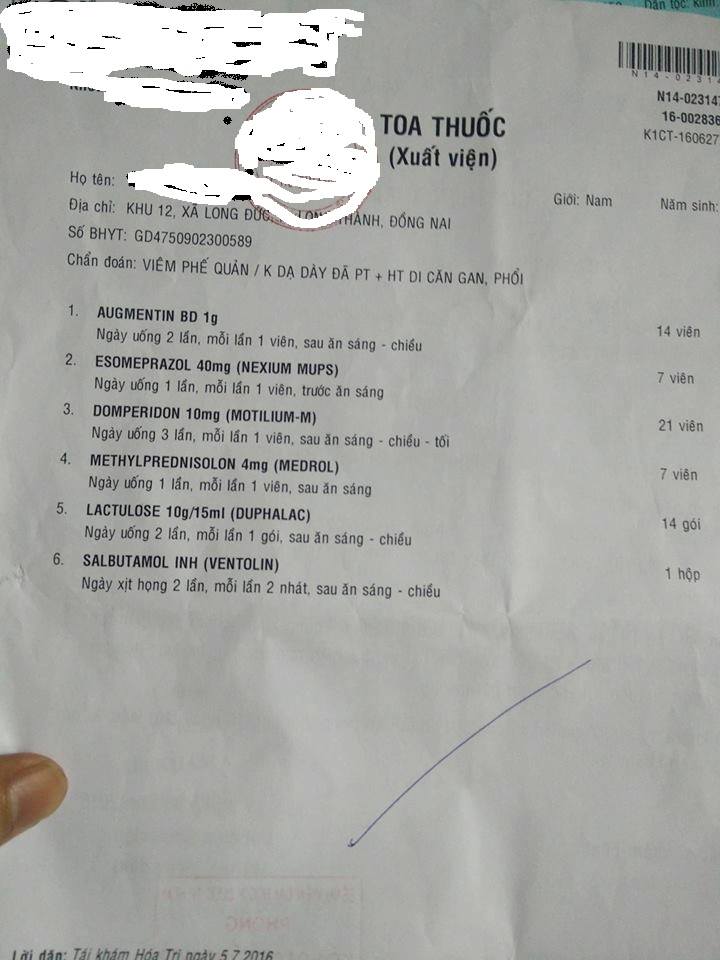 Dân tộc: Kinh
N14-02314
N14-023147
16-002836
K1CT-160627
TOA THUỐC
(Xuất viện)
Họ tên:
Giới: Nam
Năm sinh:
Địa chỉ: KHU 12, XÃ LONG ĐỨC, LONG THÀNH, ĐỒNG NAI
Số BHYT: GD4750902300589
Chẩn đoán: VIÊM PHẾ QUẢN / K DẠ DÀY ĐÃ PT + HT DI CĂN GAN, PHỔI
1. AUGMENTIN BD 1g
Ngày uống 2 lần, mỗi lần 1 viên, sau ăn sáng - chiều
14 viên
2. ESOMEPRAZOL 40mg (NEXIUM MUPS)
Ngày uống 1 lần, mỗi lần 1 viên, trước ăn sáng
7 viên
3. DOMPERIDON 10mg (MOTILIUM-M)
Ngày uống 3 lần, mỗi lần 1 viên, sau ăn sáng - chiều - tối
21 viên
4. METHYLPREDNISOLON 4mg (MEDROL)
Ngày uống 1 lần, mỗi lần 1 viên, sau ăn sáng
7 viên
5. LACTULOSE 10g/15ml (DUPHALAC)
Ngày uống 2 lần, mỗi lần 1 gói, sau ăn sáng - chiều
14 gói
6. SALBUTAMOL INH (VENTOLIN)
Ngày xịt họng 2 lần, mỗi lần 2 nhát, sau ăn sáng - chiều
1 hộp
Lời dặn: Tái khám Hóa Trị ngày 5.7.2016